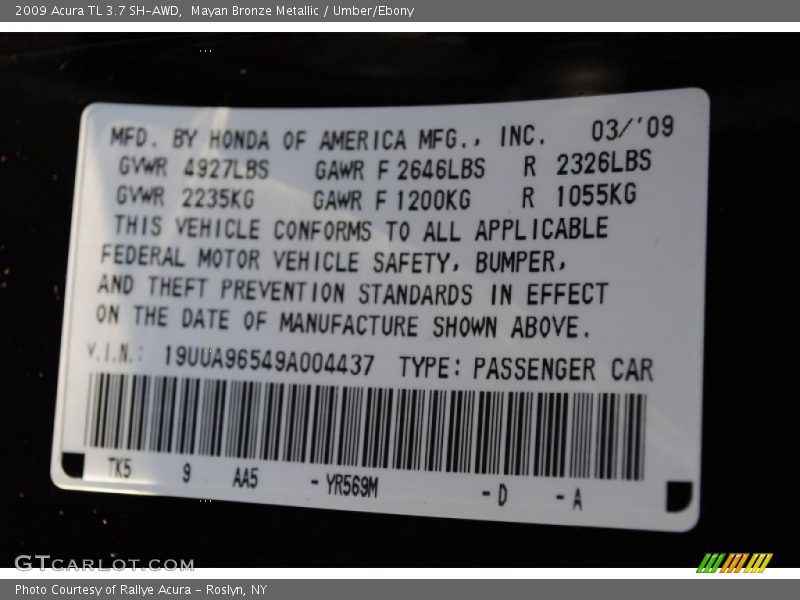 2009 Acura TL 3.7 SH-AWD, Mayan Bronze Metallic / Umber/Ebony
MFD. BY HONDA OF AMERICA MFG., INC. 03/'09
GVWR 4927LBS GAWR F 2646LBS R 2326LBS
GVWR 2235KG GAWR F 1200KG R 1055KG
THIS VEHICLE CONFORMS TO ALL APPLICABLE
FEDERAL MOTOR VEHICLE SAFETY, BUMPER,
AND THEFT PREVENTION STANDARDS IN EFFECT
ON THE DATE OF MANUFACTURE SHOWN ABOVE.
V.I.N.: 19UUA96549A004437 TYPE: PASSENGER CAR
TK5 9 AA5 - YR569M - D - A
GTCARLOT.COM
Photo Courtesy of Rallye Acura - Roslyn, NY